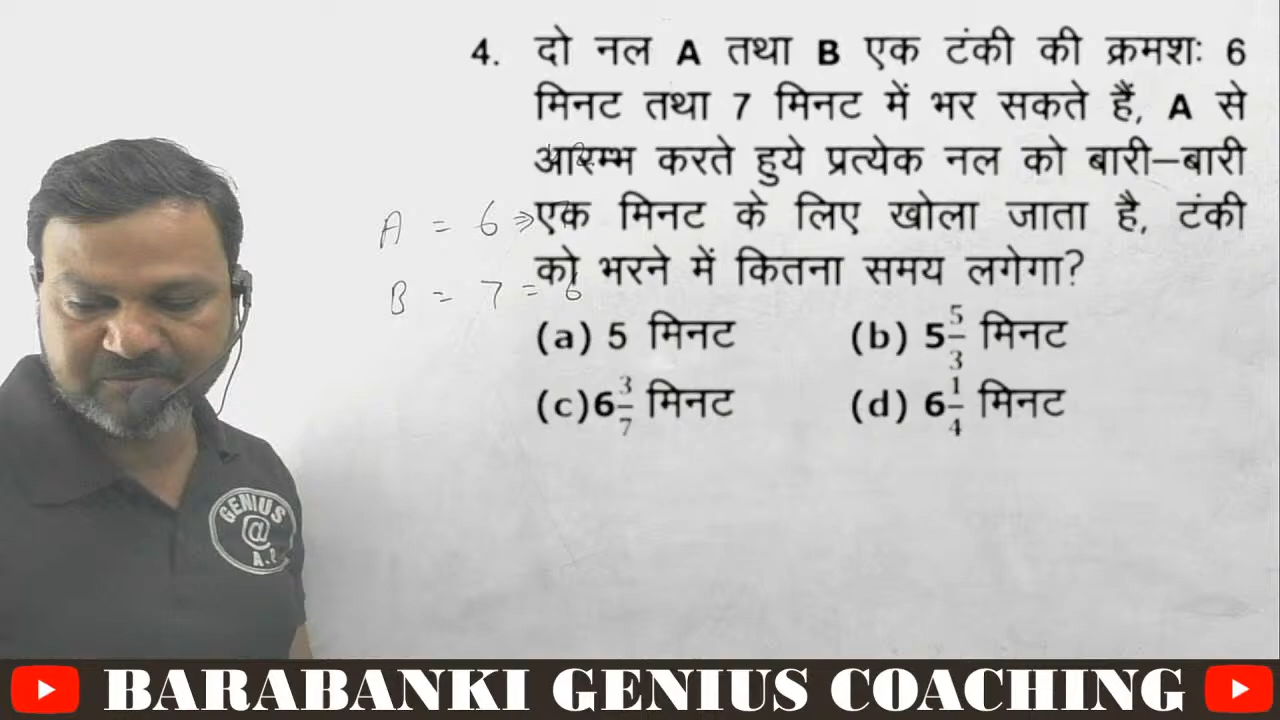 4. दो नल A तथा B एक टंकी की क्रमशः 6
मिनट तथा 7 मिनट में भर सकते हैं, A से
आरम्भ करते हुये प्रत्येक नल को बारी–बारी
एक मिनट के लिए खोला जाता है, टंकी
को भरने में कितना समय लगेगा?
(a) 5 मिनट (b) 5 5/3 मिनट
(c) 6 3/7 मिनट (d) 6 1/4 मिनट
A = 6 ⇒ 7
B = 7 = 6
GENIUS
@
BARABANKI GENIUS COACHING